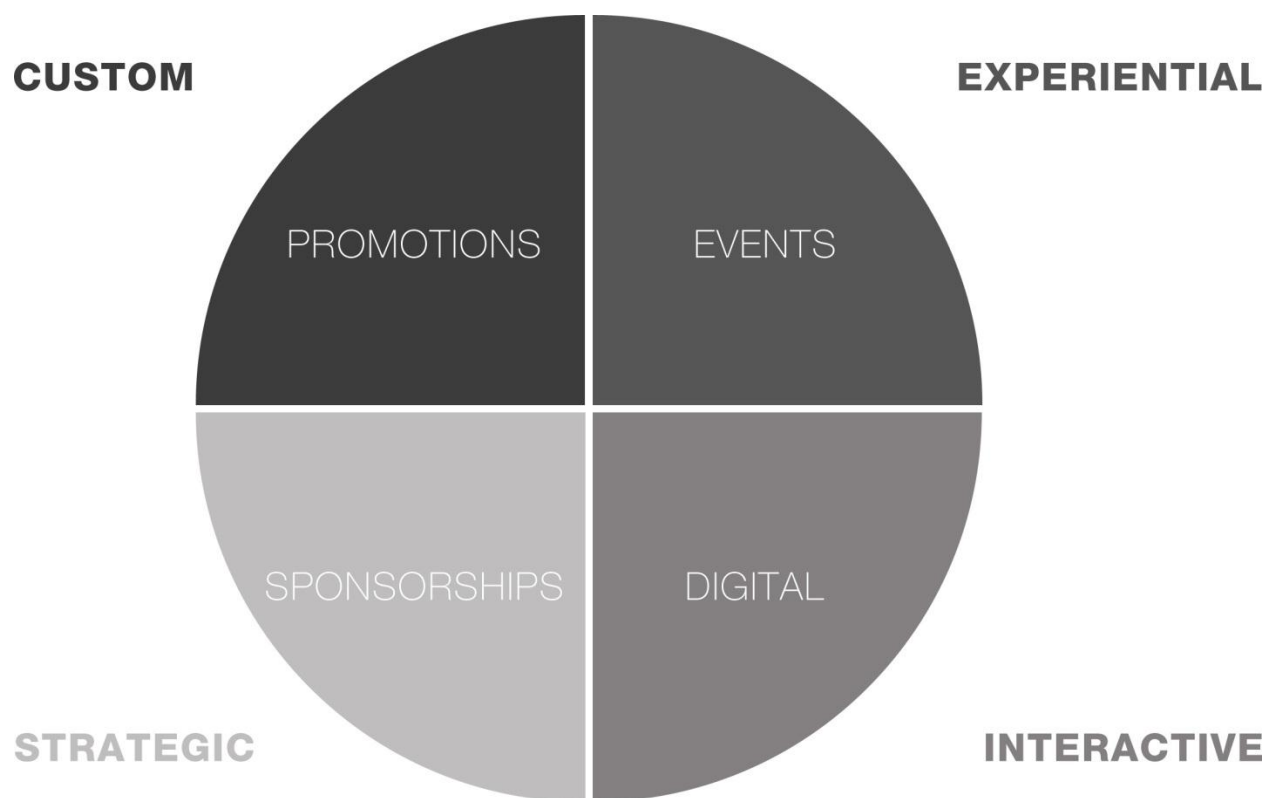 CUSTOM
EXPERIENTIAL
PROMOTIONS
EVENTS
SPONSORSHIPS
DIGITAL
STRATEGIC
INTERACTIVE